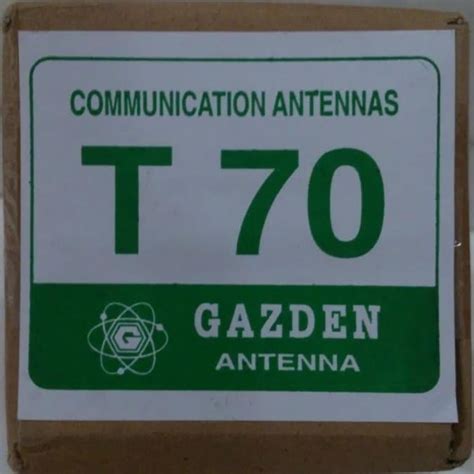 COMMUNICATION ANTENNAS
T 70
G
GAZDEN
ANTENNA